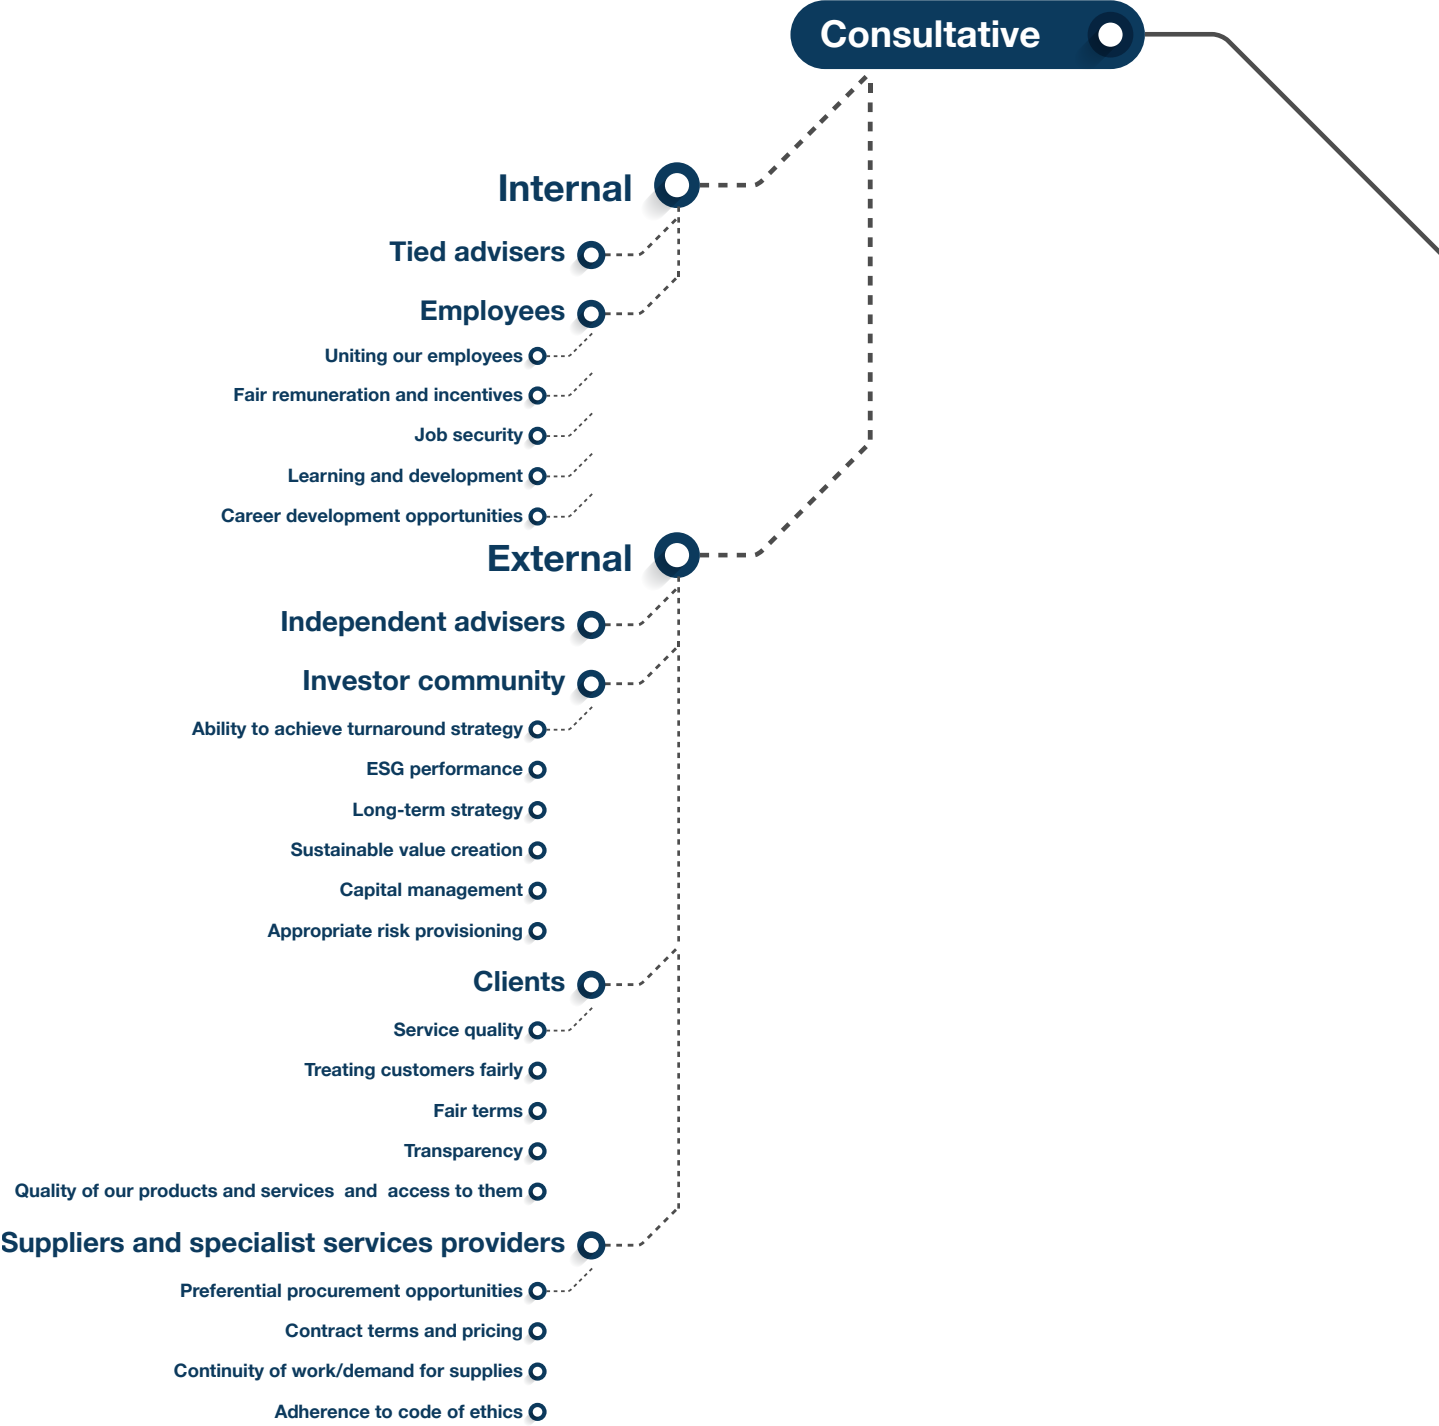 Consultative
Internal
Tied advisers
Employees
Uniting our employees
Fair remuneration and incentives
Job security
Learning and development
Career development opportunities
External
Independent advisers
Investor community
Ability to achieve turnaround strategy
ESG performance
Long-term strategy
Sustainable value creation
Capital management
Appropriate risk provisioning
Clients
Service quality
Treating customers fairly
Fair terms
Transparency
Quality of our products and services and access to them
Suppliers and specialist services providers
Preferential procurement opportunities
Contract terms and pricing
Continuity of work/demand for supplies
Adherence to code of ethics